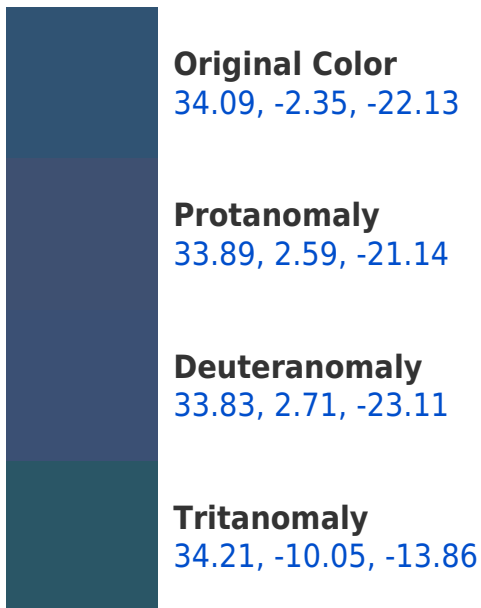 Original Color
34.09, -2.35, -22.13
Protanomaly
33.89, 2.59, -21.14
Deuteranomaly
33.83, 2.71, -23.11
Tritanomaly
34.21, -10.05, -13.86